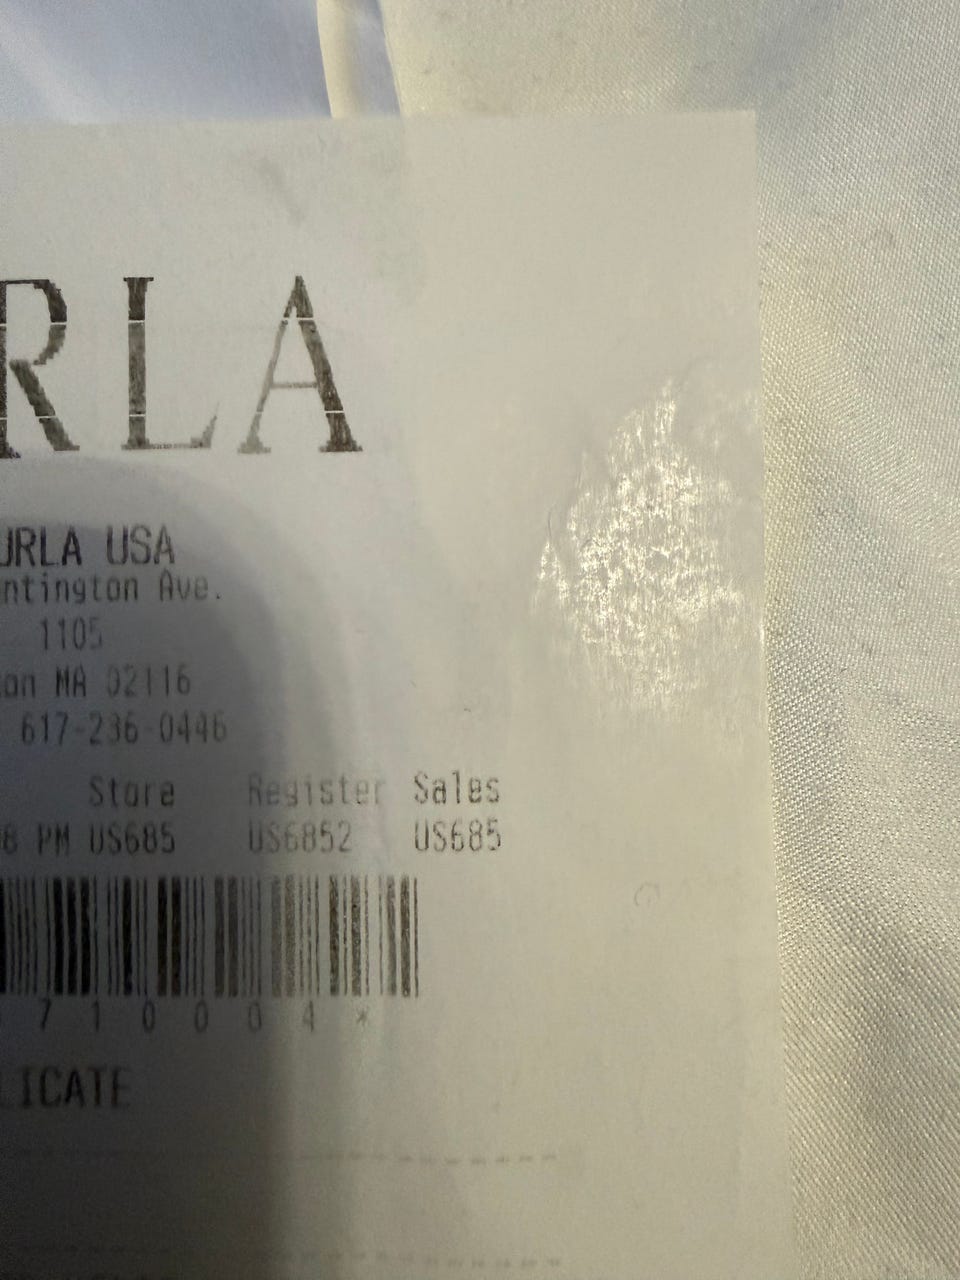 RLA
URLA USA
ntington Ave.
1105
on MA 02116
617-236-0446
Store Register Sales
8 PM US685 US6852 US685
7 1 0 0 0 4 *
LICATE